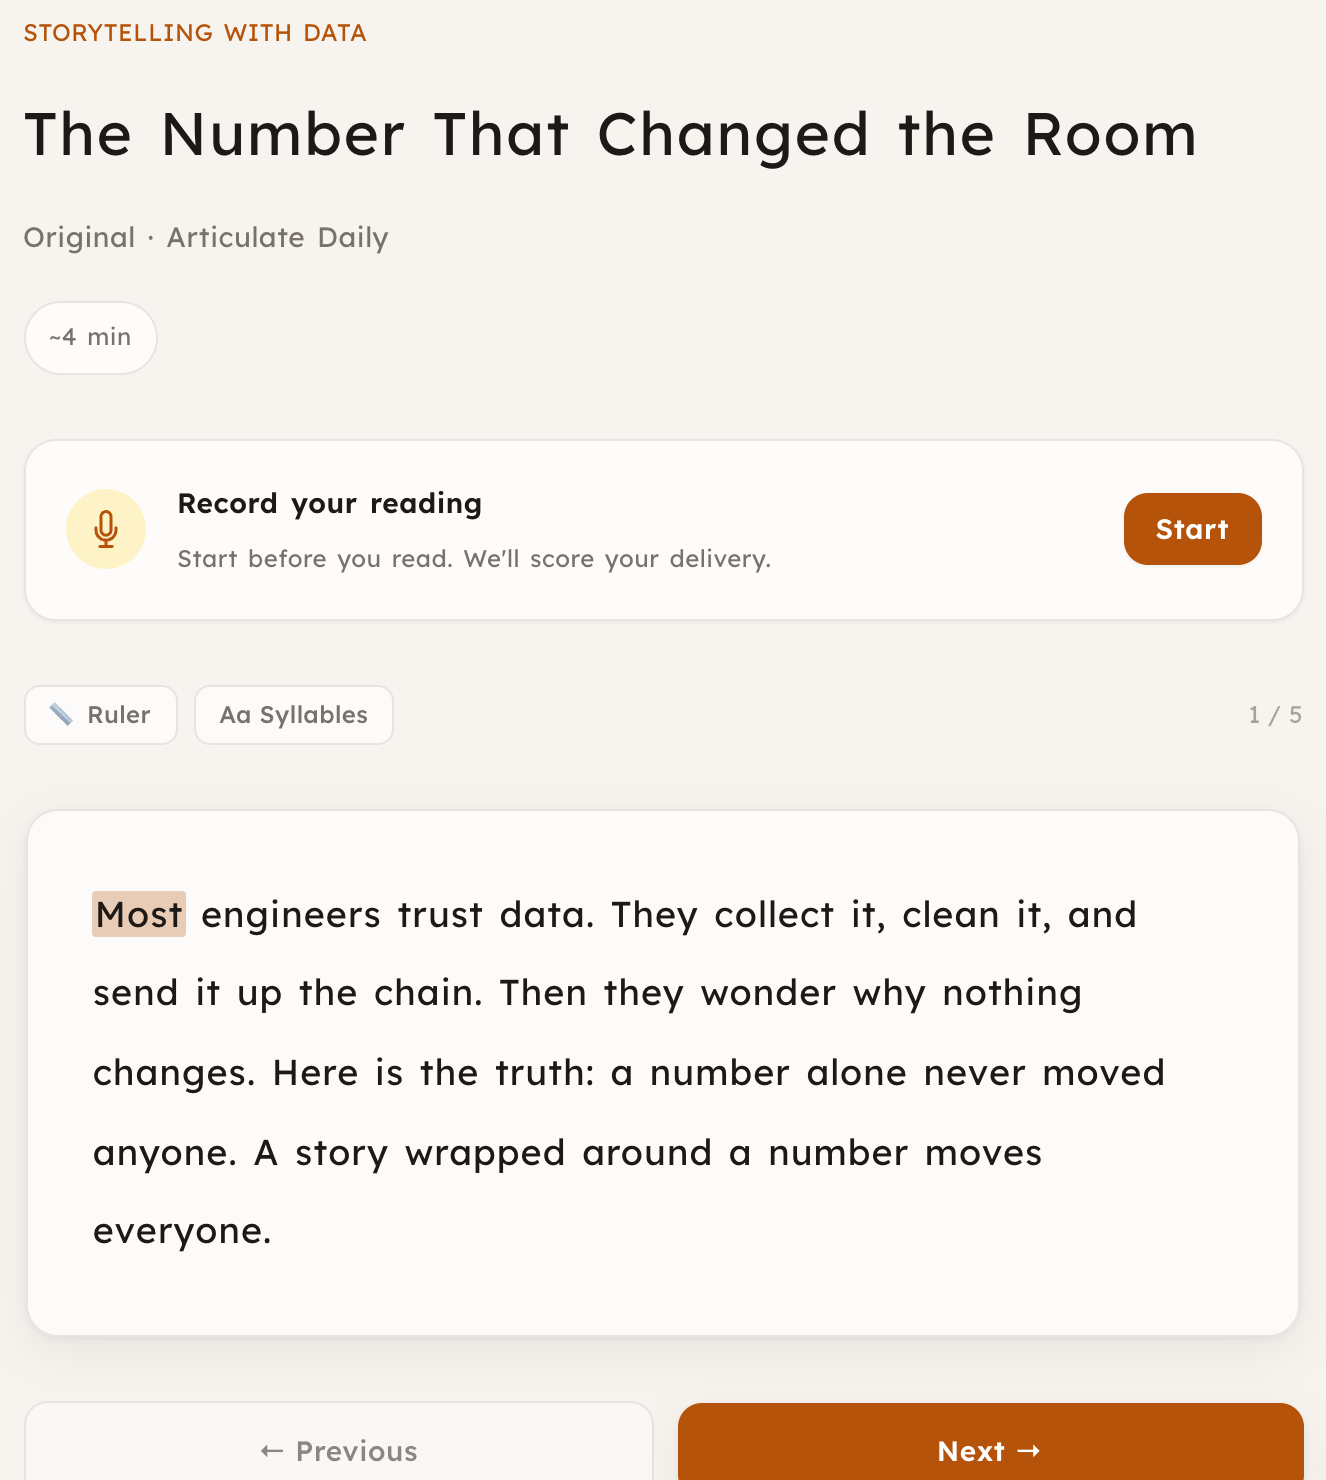 STORYTELLING WITH DATA
The Number That Changed the Room
Original · Articulate Daily
~4 min
Record your reading
Start before you read. We'll score your delivery.
Start
Ruler
Aa Syllables
1 / 5
Most engineers trust data. They collect it, clean it, and
send it up the chain. Then they wonder why nothing
changes. Here is the truth: a number alone never moved
anyone. A story wrapped around a number moves
everyone.
← Previous
Next →